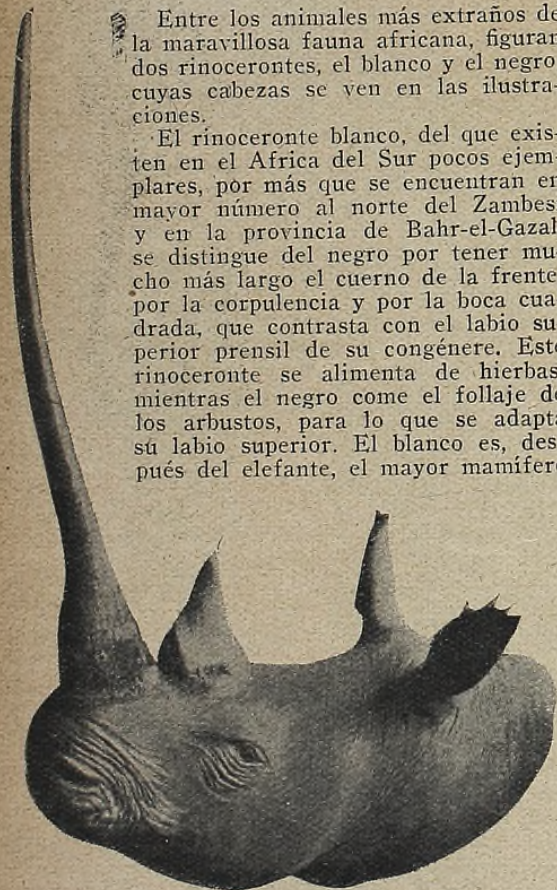 Entre los animales más extraños de
la maravillosa fauna africana, figuran
dos rinocerontes, el blanco y el negro
cuyas cabezas se ven en las ilustra-
ciones.
El rinoceronte blanco, del que exis-
ten en el Africa del Sur pocos ejem-
plares, por más que se encuentran en
mayor número al norte del Zambes
y en la provincia de Bahr-el-Gazal
se distingue del negro por tener mu
cho más largo el cuerno de la frente
por la corpulencia y por la boca cua
drada, que contrasta con el labio su
perior prensil de su congénere. Este
rinoceronte se alimenta de hierbas
mientras el negro come el follaje de
los arbustos, para lo que se adapta
su labio superior. El blanco es, des
pués del elefante, el mayor mamífero